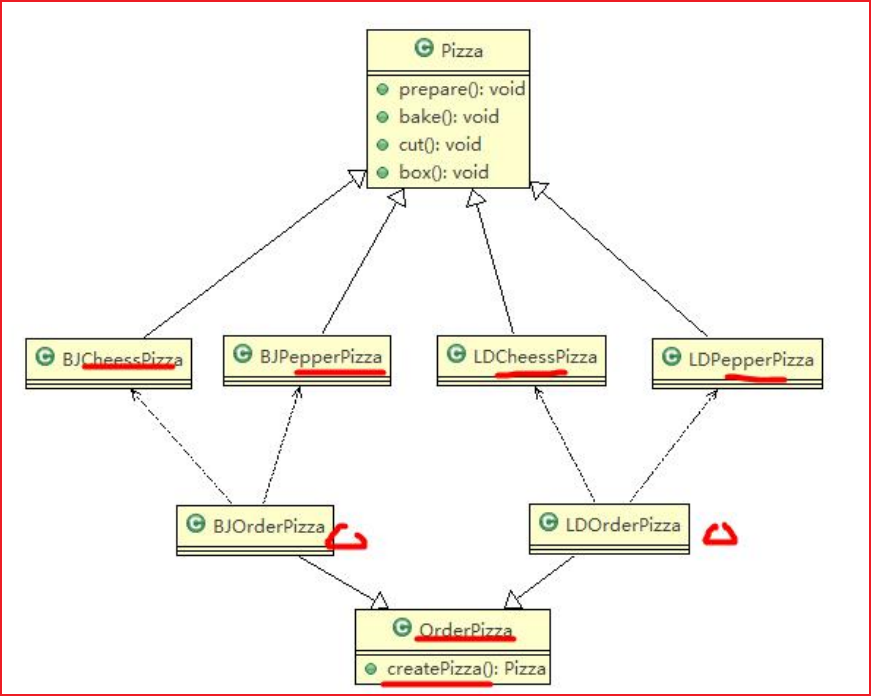 Pizza
prepare(): void
bake(): void
cut(): void
box(): void
BJCheessPizza
BJPepperPizza
LDCheessPizza
LDPepperPizza
BJOrderPizza
LDOrderPizza
OrderPizza
createPizza(): Pizza